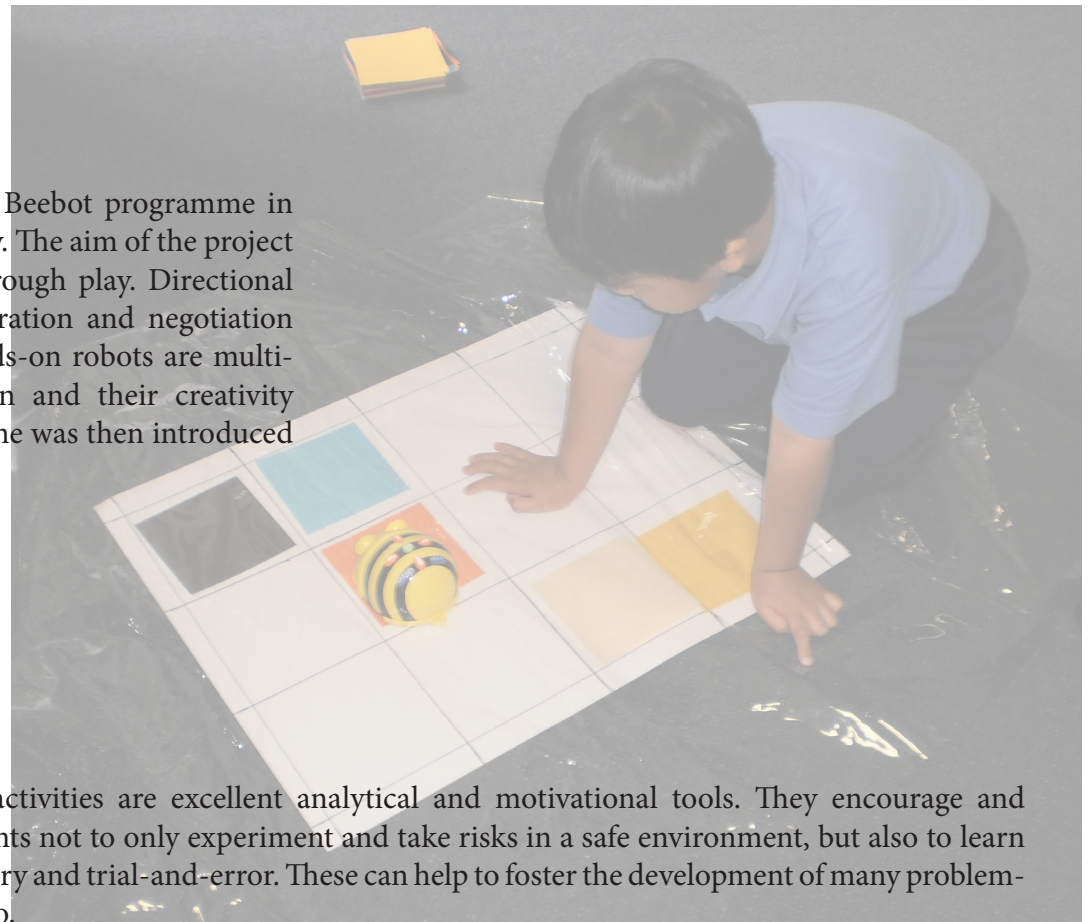 Beebot programme in
. The aim of the project
rough play. Directional
ration and negotiation
ds-on robots are multi-
n and their creativity
ne was then introduced
activities are excellent analytical and motivational tools. They encourage and
nts not to only experiment and take risks in a safe environment, but also to learn
ry and trial-and-error. These can help to foster the development of many problem-
o.